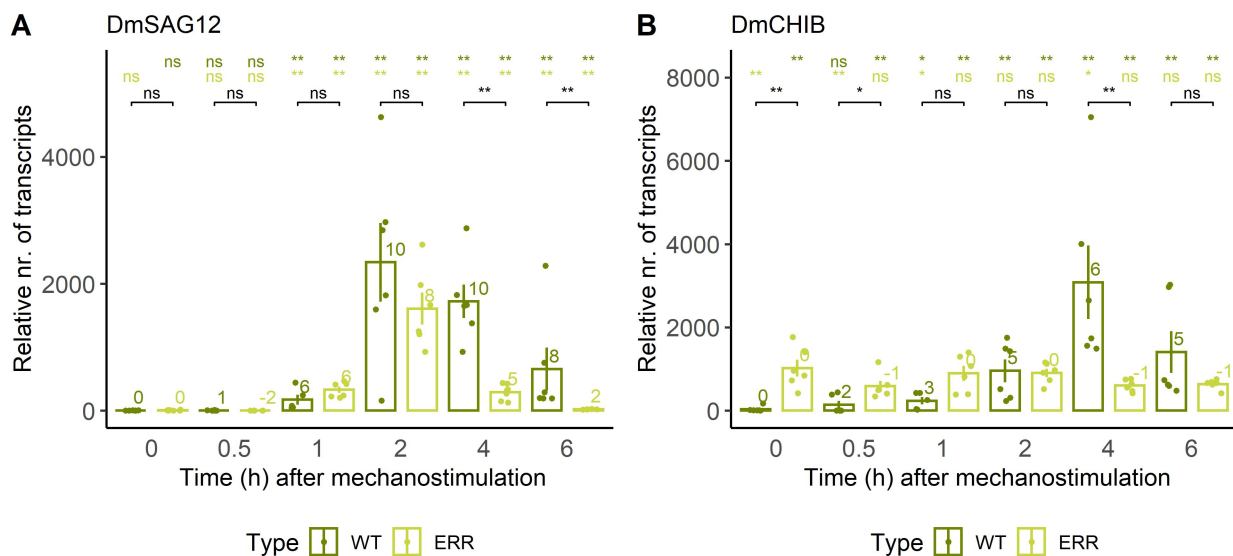 A DmSAG12
ns ** ** ** ** ** ** ** **
ns ns
ns ns ns ** ** ** ** ** ** ** **
ns ns ns ns ** **
4000
2000
0
Relative nr. of transcripts
0 0 1 -2 6 6 10 8 10 5 8 2
0 0.5 1 2 4 6
Time (h) after mechanostimulation
Type WT ERR
B DmCHIB
** ns * ** ** ** ** ** ** ** **
** ** ns * ns ns ns * ns ns ns
** * ns ns ** ns
8000
6000
4000
2000
0
Relative nr. of transcripts
0 0 2 -1 3 0 5 0 6 -1 5 -1
0 0.5 1 2 4 6
Time (h) after mechanostimulation
Type WT ERR